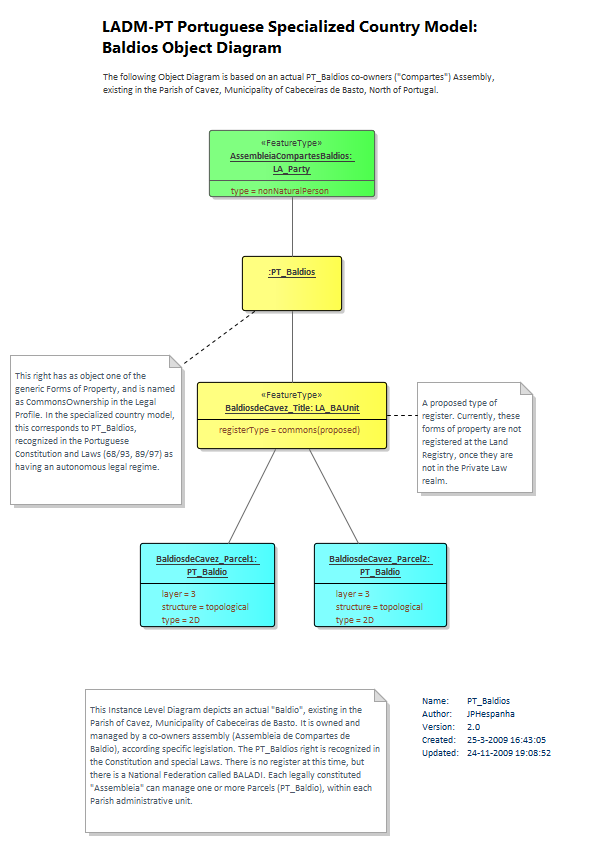 LADM-PT Portuguese Specialized Country Model:
Baldios Object Diagram
The following Object Diagram is based on an actual PT_Baldios co-owners ("Compartes") Assembly,
existing in the Parish of Cavez, Municipality of Cabeceiras de Basto, North of Portugal.
«FeatureType»
AssembleiaCompartesBaldios:
LA_Party
type = nonNaturalPerson
:PT_Baldios
This right has as object one of the
generic Forms of Property, and is named
as CommonsOwnership in the Legal
Profile. In the specialized country model,
this corresponds to PT_Baldios,
recognized in the Portuguese
Constitution and Laws (68/93, 89/97) as
having an autonomous legal regime.
«FeatureType»
BaldiosdeCavez_Title: LA_BAUnit
registerType = commons(proposed)
A proposed type of
register. Currently, these
forms of property are not
registered at the Land
Registry, once they are
not in the Private Law
realm.
BaldiosdeCavez_Parcel1:
PT_Baldio
layer = 3
structure = topological
type = 2D
BaldiosdeCavez_Parcel2:
PT_Baldio
layer = 3
structure = topological
type = 2D
This Instance Level Diagram depicts an actual "Baldio", existing in the
Parish of Cavez, Municipality of Cabeceiras de Basto. It is owned and
managed by a co-owners assembly (Assembleia de Compartes de
Baldio), according specific legislation. The PT_Baldios right is recognized in
the Constitution and special Laws. There is no register at this time, but
there is a National Federation called BALADI. Each legally constituted
"Assembleia" can manage one or more Parcels (PT_Baldio), within each
Parish administrative unit.
Name: PT_Baldios
Author: JPHespanha
Version: 2.0
Created: 25-3-2009 16:43:05
Updated: 24-11-2009 19:08:52